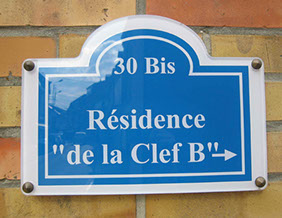 30 Bis
Résidence
"de la Clef B"→